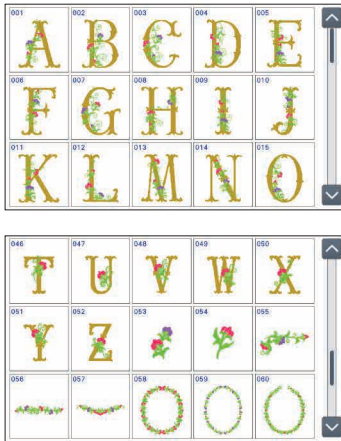 001 002 003 004 005
A B C D E
006 007 008 009 010
F G H I J
011 012 013 014 015
K L M N O
046 047 048 049 050
T U V W X
051 052 053 054 055
Y Z
056 057 058 059 060